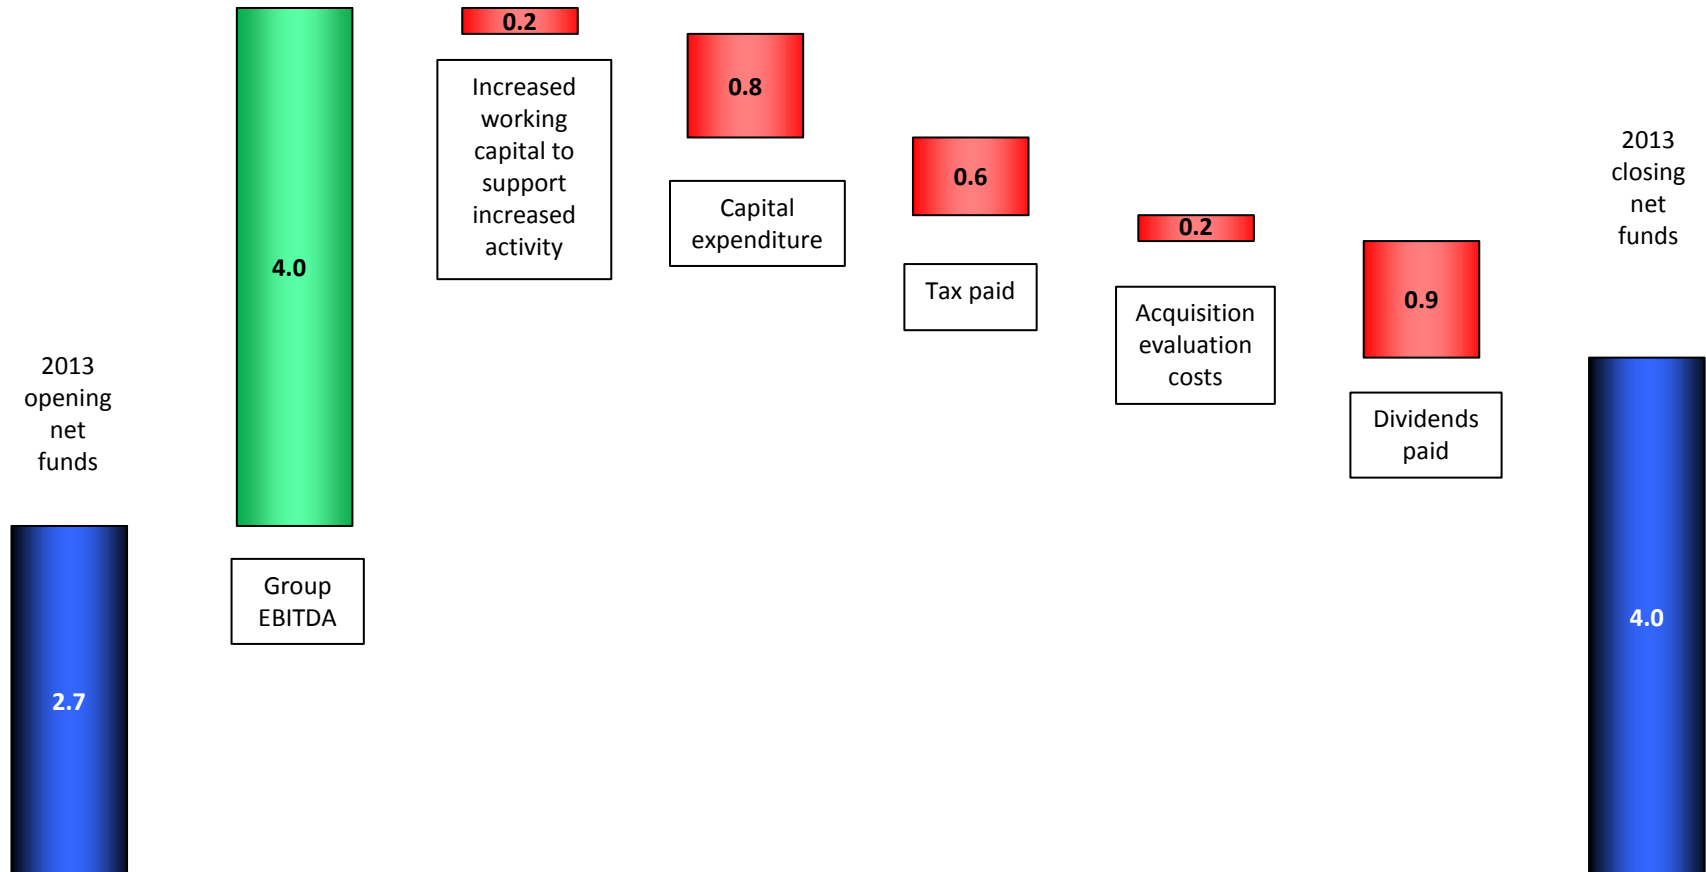 2013
opening
net
funds
2.7
4.0
Group
EBITDA
0.2
Increased
working
capital to
support
increased
activity
0.8
Capital
expenditure
0.6
Tax paid
0.2
Acquisition
evaluation
costs
0.9
Dividends
paid
2013
closing
net
funds
4.0